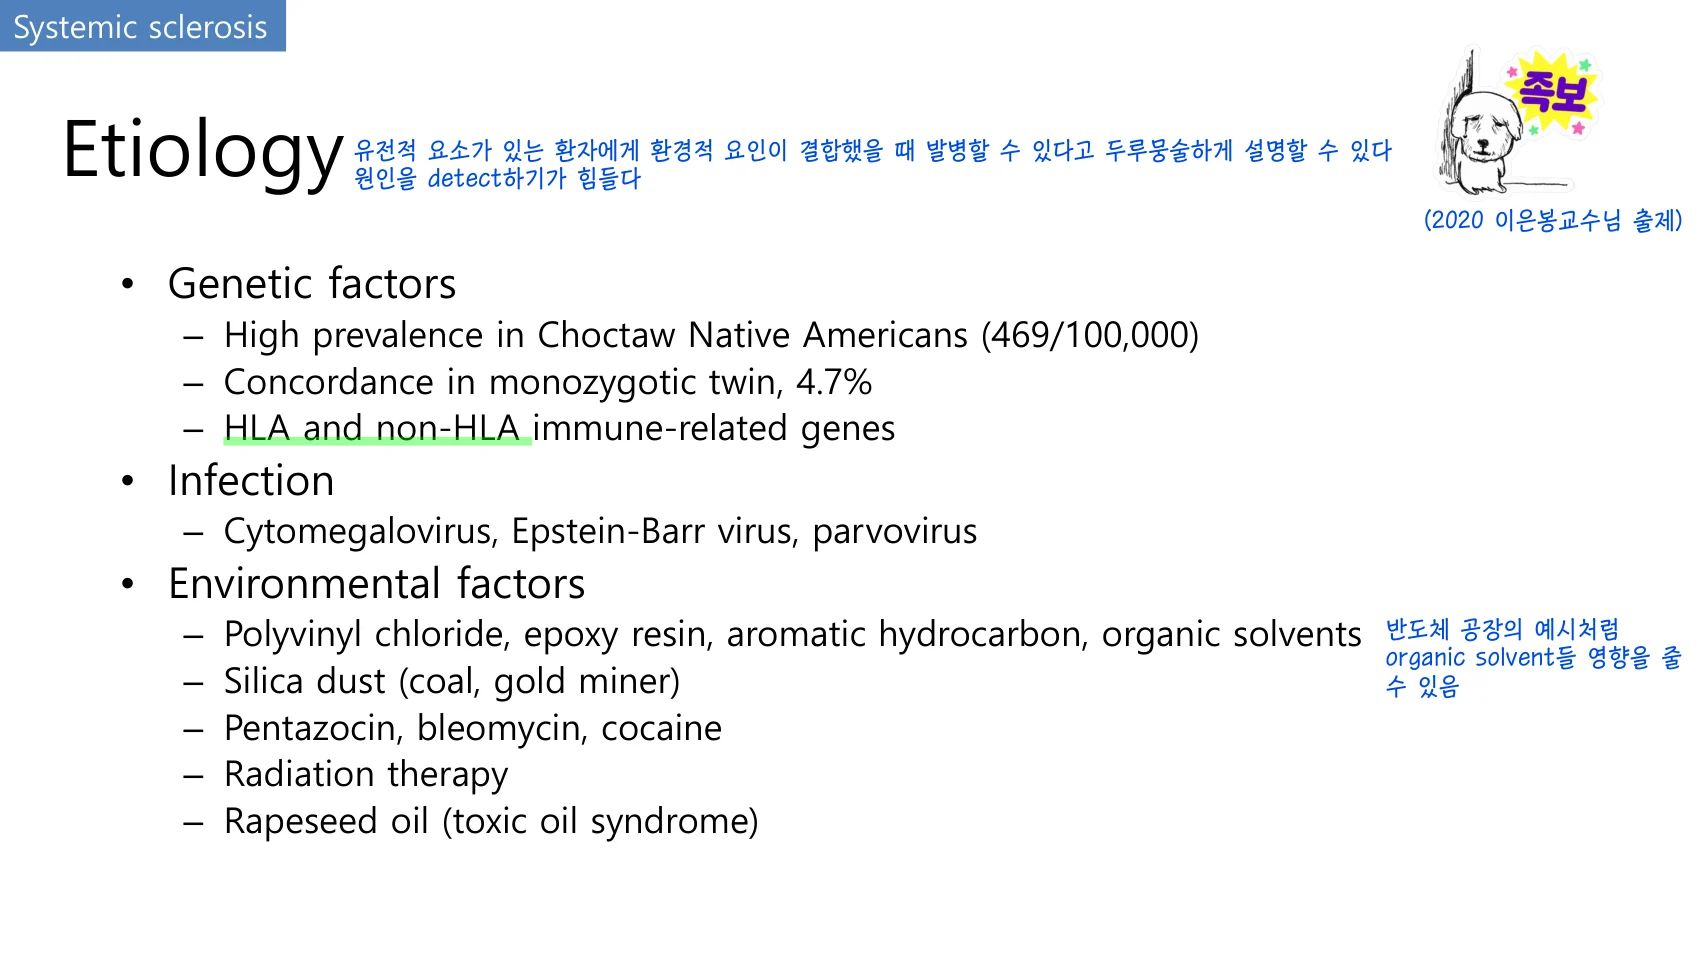 Systemic sclerosis
족보
Etiology
유전적 요소가 있는 환자에게 환경적 요인이 결합했을 때 발병할 수 있다고 두루뭉술하게 설명할 수 있다
원인을 detect하기가 힘들다
(2020 이은봉교수님 출제)
• Genetic factors
– High prevalence in Choctaw Native Americans (469/100,000)
– Concordance in monozygotic twin, 4.7%
– HLA and non-HLA immune-related genes
• Infection
– Cytomegalovirus, Epstein-Barr virus, parvovirus
• Environmental factors
– Polyvinyl chloride, epoxy resin, aromatic hydrocarbon, organic solvents
반도체 공장의 예시처럼
organic solvent들 영향을 줄
수 있음
– Silica dust (coal, gold miner)
– Pentazocin, bleomycin, cocaine
– Radiation therapy
– Rapeseed oil (toxic oil syndrome)